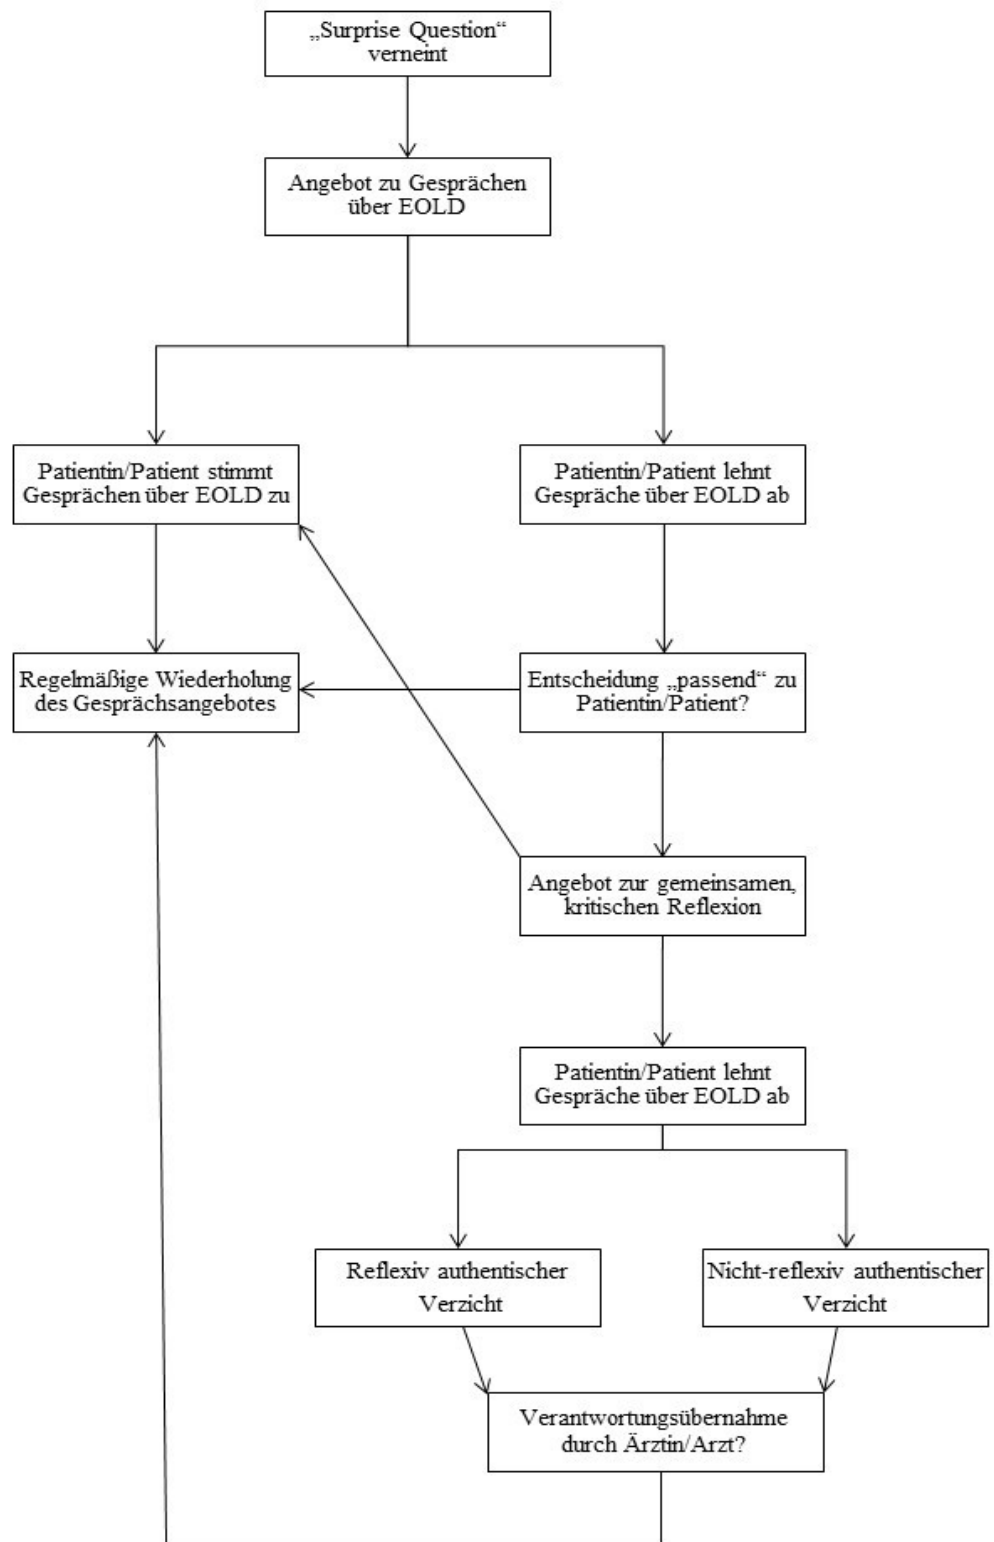 „Surprise Question“
verneint
Angebot zu Gesprächen
über EOLD
Patientin/Patient stimmt
Gesprächen über EOLD zu
Patientin/Patient lehnt
Gespräche über EOLD ab
Regelmäßige Wiederholung
des Gesprächsangebotes
Entscheidung „passend“ zu
Patientin/Patient?
Angebot zur gemeinsamen,
kritischen Reflexion
Patientin/Patient lehnt
Gespräche über EOLD ab
Reflexiv authentischer
Verzicht
Nicht-reflexiv authentischer
Verzicht
Verantwortungsübernahme
durch Ärztin/Arzt?